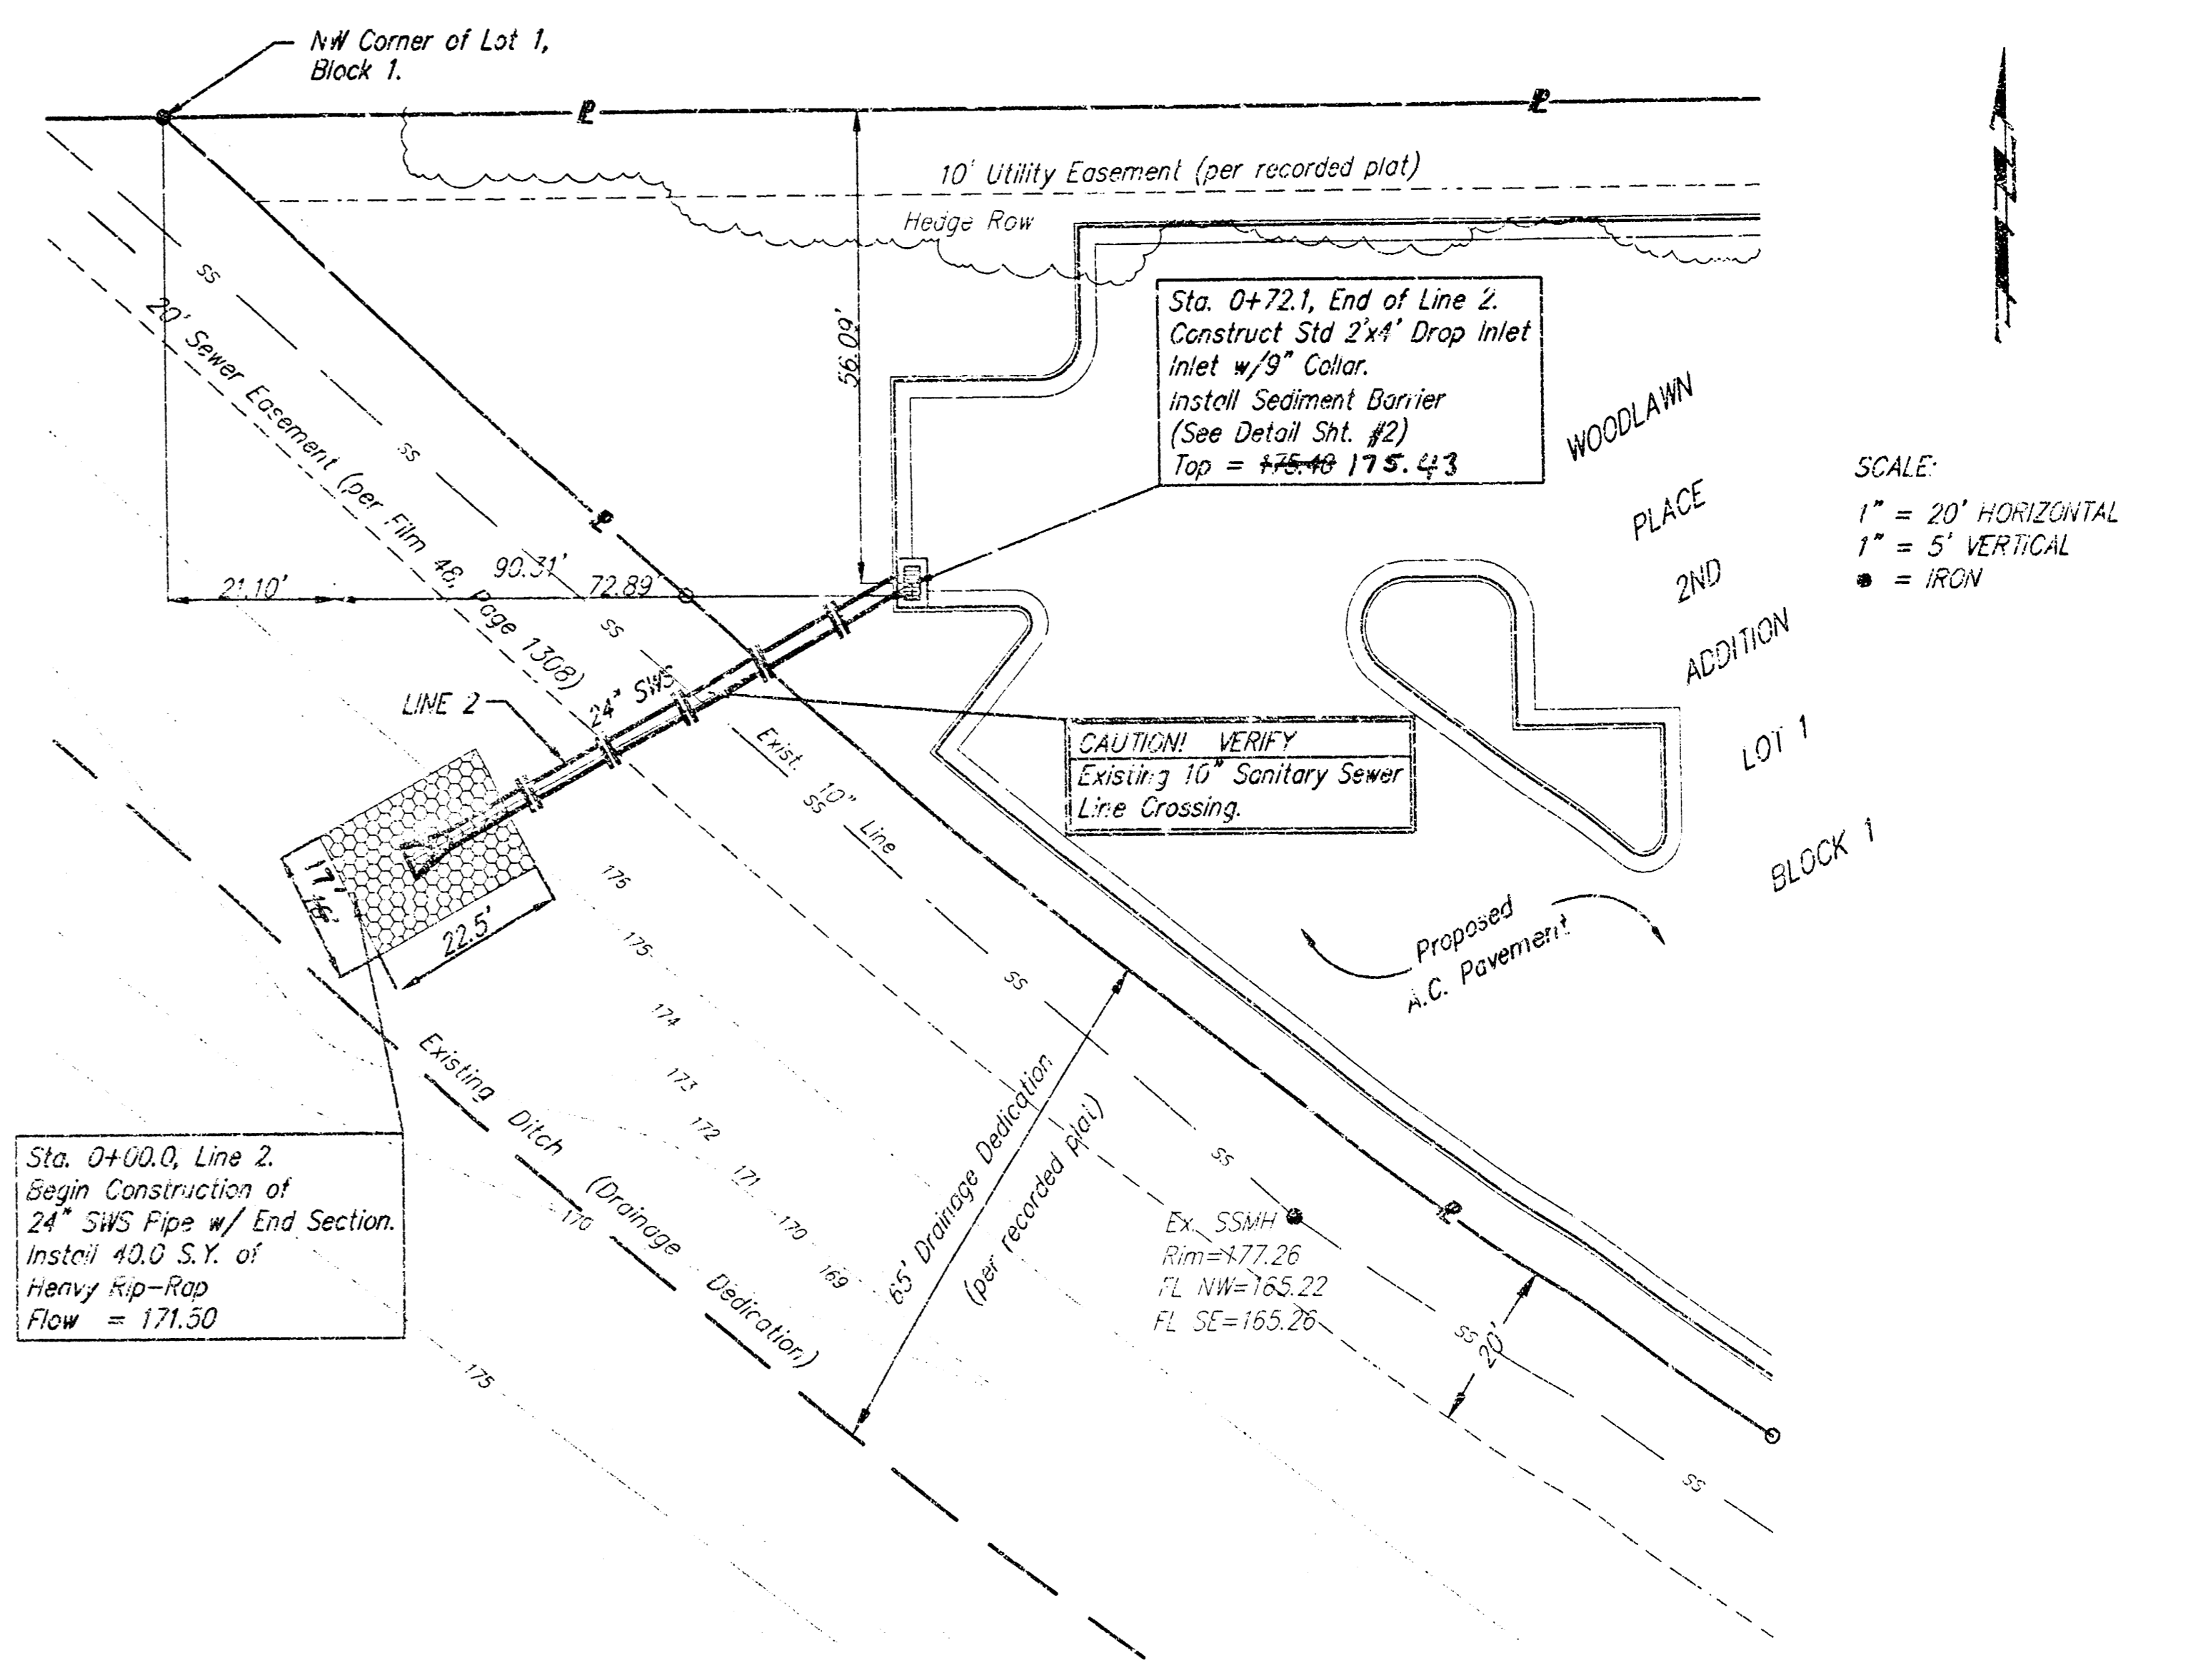 NW Corner of Lot 1,
Block 1.
10' Utility Easement (per recorded plat)
Hedge Row
56.09'
Sta. 0+72.1, End of Line 2.
Construct Std 2'x4' Drop Inlet
Inlet w/9" Collar.
Install Sediment Barrier
(See Detail Sht. #2)
Top = 175.40 175.43
WOODLAWN
PLACE
2ND
ADDITION
LOT 1
BLOCK 1
SCALE:
1" = 20' HORIZONTAL
1" = 5' VERTICAL
= IRON
SS
20' Sewer Easement (per Film 48, Page 1308)
SS
90.31'
21.10'
72.89'
SS
24" SWS
LINE 2
Exist. 10" Line
SS
CAUTION! VERIFY
Existing 10" Sanitary Sewer
Line Crossing.
17'
16'
22.5'
Proposed
A.C. Pavement
176
175
174
173
172
171
170
169
170
175
SS
Existing Ditch (Drainage Dedication)
65' Drainage Dedication
(per recorded plat)
SS
Ex. SSMH
Rim=177.26
FL NW=165.22
FL SE=165.26
SS
20'
SS
Sta. 0+00.0, Line 2.
Begin Construction of
24" SWS Pipe w/ End Section.
Install 40.0 S.Y. of
Heavy Rip-Rap
Flow = 171.50